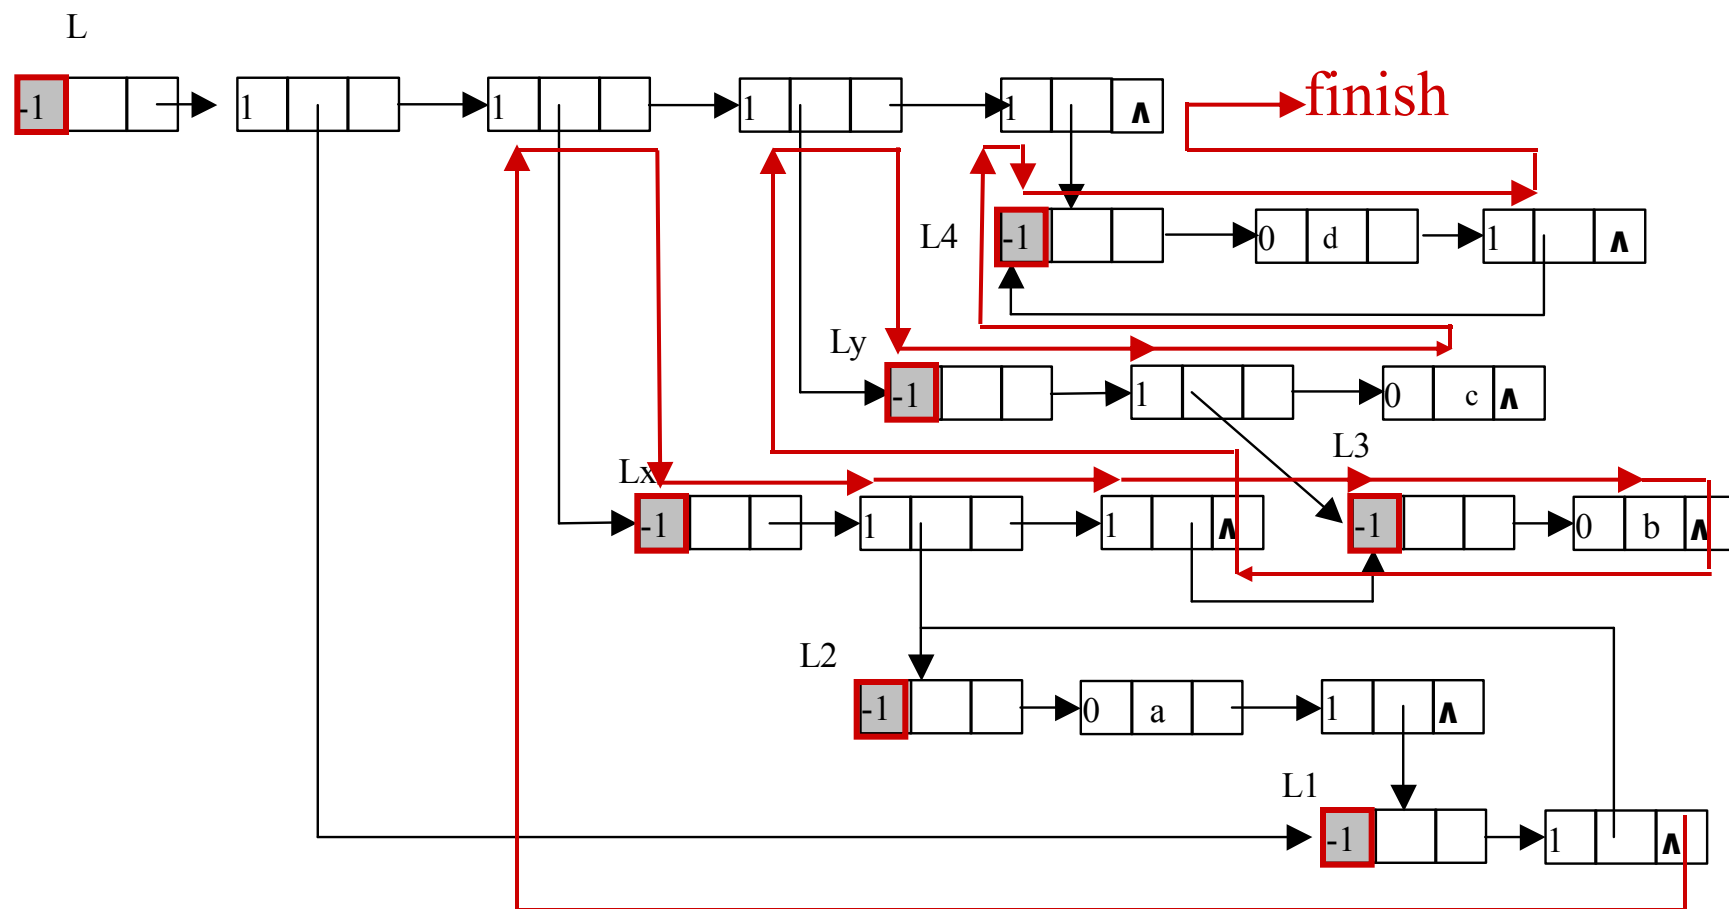 L
-1 1 1 1 1 ∧ finish
L4 -1 0 d 1 ∧
Ly
-1 1 0 c ∧
Lx L3
-1 1 1 ∧ -1 0 b ∧
L2
-1 0 a 1 ∧
L1
-1 1 ∧